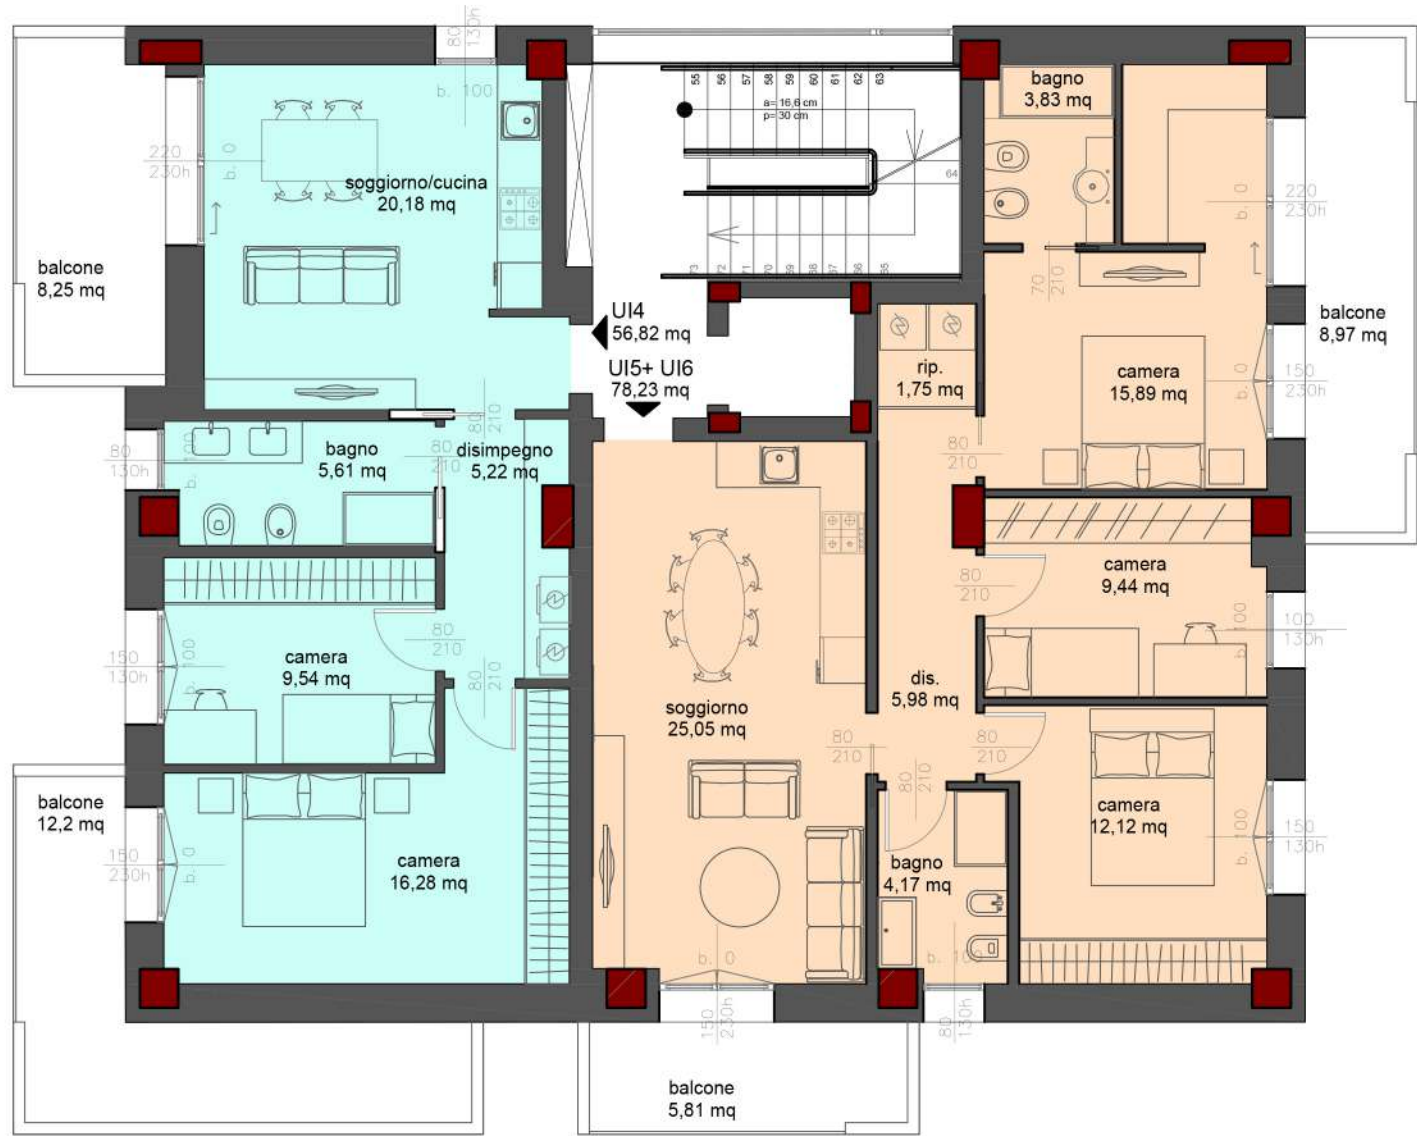 80
130h
b. 100
220
230h
b. 0
soggiorno/cucina
20,18 mq
balcone
8,25 mq
55
56
57
58
59
60
61
62
63
a= 16,6 cm
p= 30 cm
64
73
72
71
70
69
68
67
66
65
bagno
3,83 mq
b. 0
220
230h
70
210
balcone
8,97 mq
UI4
56,82 mq
UI5+ UI6
78,23 mq
rip.
1,75 mq
camera
15,89 mq
b. 0
150
230h
80
210
80
130h
b. 100
bagno
5,61 mq
80
210
disimpegno
5,22 mq
80
210
camera
9,44 mq
80
210
b. 100
100
130h
150
130h
b. 100
camera
9,54 mq
80
210
80
210
dis.
5,98 mq
soggiorno
25,05 mq
80
210
80
210
80
210
balcone
12,2 mq
150
230h
b. 0
camera
16,28 mq
camera
12,12 mq
b. 100
150
130h
bagno
4,17 mq
b. 0
b. 100
150
230h
80
130h
balcone
5,81 mq